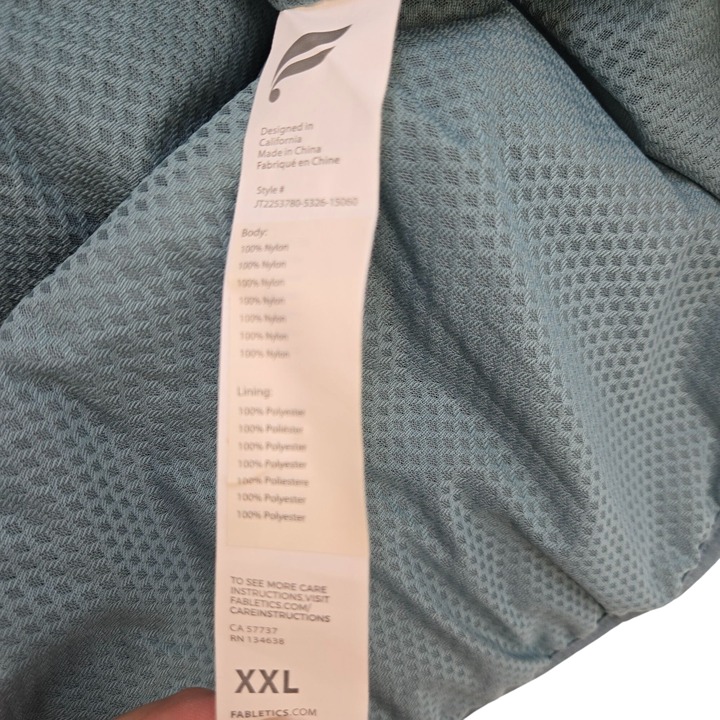 Designed in
California
Made in China
Fabriqué en Chine
Style #
JT2253780-5326-15060
Body:
100% Nylon
100% Nylon
100% Nylon
100% Nylon
100% Nylon
100% Nylon
100% Nylon
Lining:
100% Polyester
100% Poliéster
100% Polyester
100% Polyester
100% Poliestere
100% Polyester
100% Polyester
TO SEE MORE CARE
INSTRUCTIONS,VISIT
FABLETICS.COM/
CAREINSTRUCTIONS
CA 57737
RN 134638
XXL
FABLETICS.COM